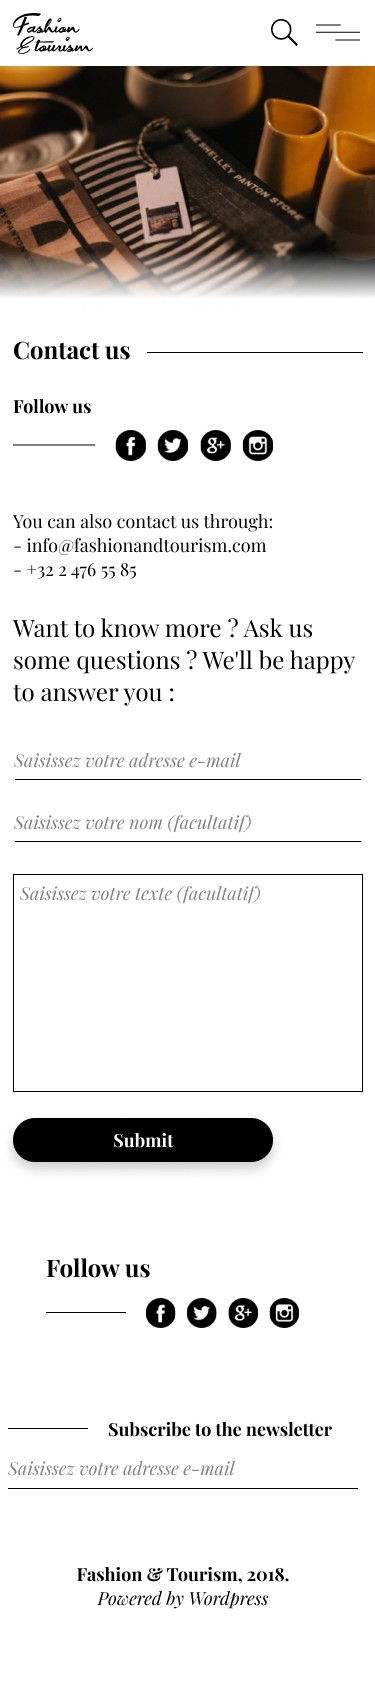 Fashion
& tourism
THE SHELLEY PANTON STORE
4
Contact us
Follow us
You can also contact us through:
- info@fashionandtourism.com
- +32 2 476 55 85
Want to know more ? Ask us
some questions ? We'll be happy
to answer you :
Saisissez votre adresse e-mail
Saisissez votre nom (facultatif)
Saisissez votre texte (facultatif)
Submit
Follow us
Subscribe to the newsletter
Saisissez votre adresse e-mail
Fashion & Tourism, 2018.
Powered by Wordpress